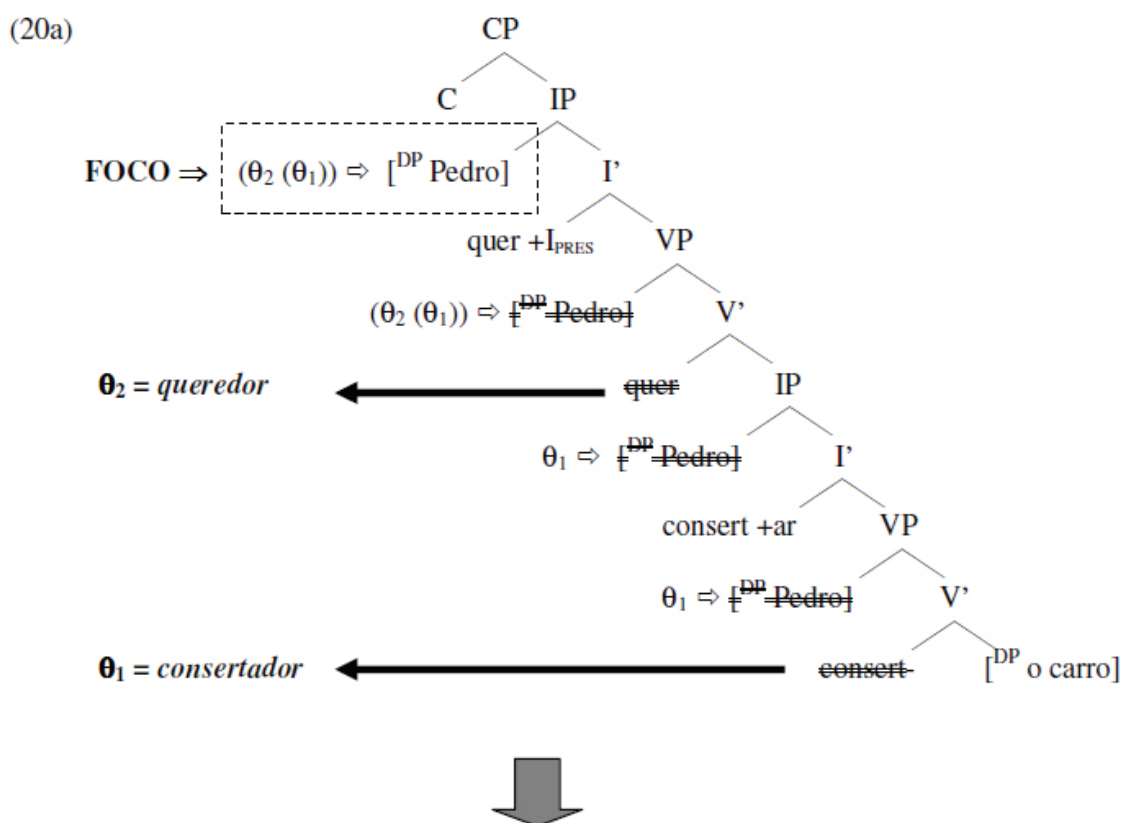 (20a)
CP
C IP
FOCO ⇒ (θ₂ (θ₁)) ⇨ [ᴰᴾ Pedro] I’
quer +IPRES VP
(θ₂ (θ₁)) ⇨ [ᴰᴾ Pedro] V’
θ₂ = queredor quer IP
θ₁ ⇨ [ᴰᴾ Pedro] I’
consert +ar VP
θ₁ ⇨ [ᴰᴾ Pedro] V’
θ₁ = consertador consert- [ᴰᴾ o carro]